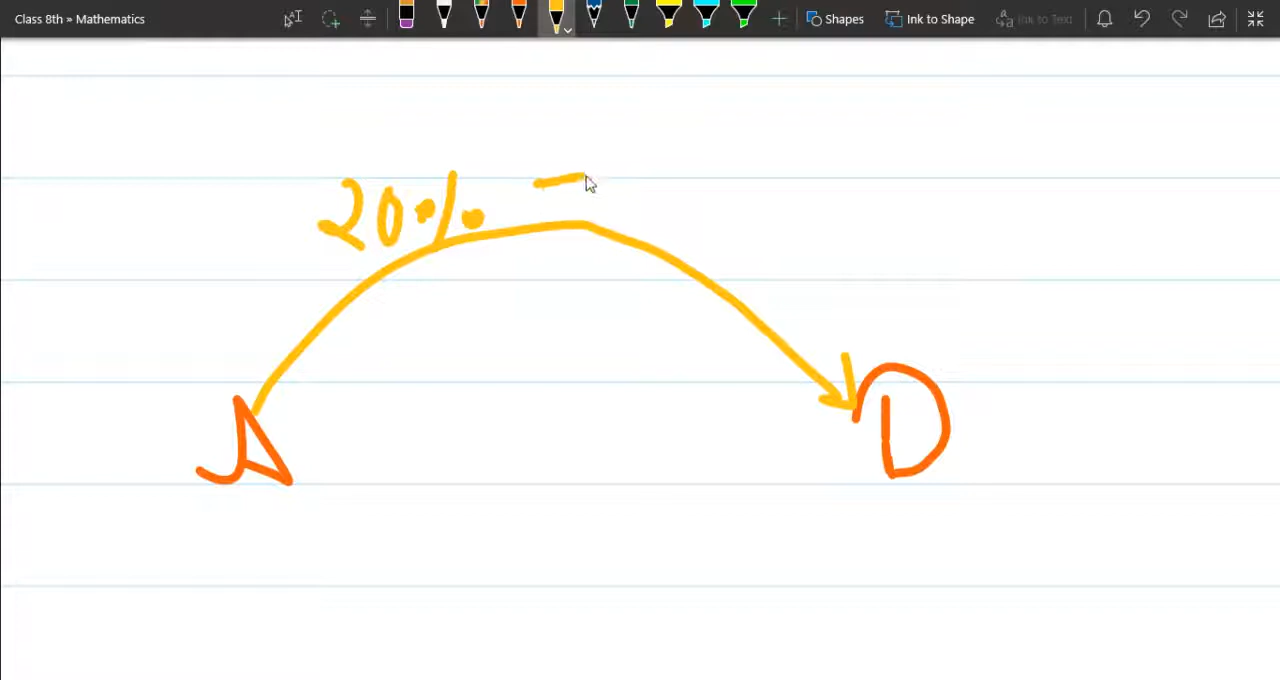 Class 8th » Mathematics
Shapes Ink to Shape Ink to Text
20% -
A
D